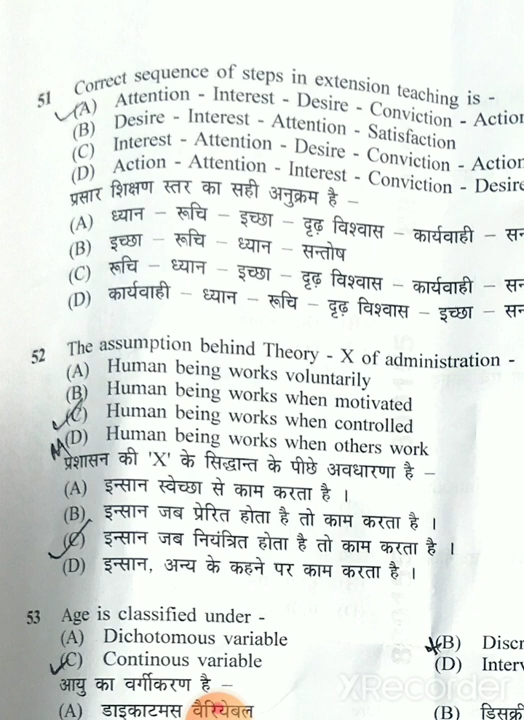 51 Correct sequence of steps in extension teaching is -
(A) Attention - Interest - Desire - Conviction - Action
(B) Desire - Interest - Attention - Satisfaction
(C) Interest - Attention - Desire - Conviction - Action
(D) Action - Attention - Interest - Conviction - Desire
प्रसार शिक्षण स्तर का सही अनुक्रम है –
(A) ध्यान – रूचि – इच्छा – दृढ़ विश्वास – कार्यवाही –
(B) इच्छा – रूचि – ध्यान – सन्तोष
(C) रूचि – ध्यान – इच्छा – दृढ़ विश्वास – कार्यवाही –
(D) कार्यवाही – ध्यान – रूचि – दृढ़ विश्वास – इच्छा –
52 The assumption behind Theory - X of administration -
(A) Human being works voluntarily
(B) Human being works when motivated
(C) Human being works when controlled
(D) Human being works when others work
प्रशासन की 'X' के सिद्धान्त के पीछे अवधारणा है –
(A) इन्सान स्वेच्छा से काम करता है ।
(B) इन्सान जब प्रेरित होता है तो काम करता है ।
(C) इन्सान जब नियंत्रित होता है तो काम करता है ।
(D) इन्सान, अन्य के कहने पर काम करता है ।
53 Age is classified under -
(A) Dichotomous variable (B) Discr
(C) Continous variable (D) Interv
आयु का वर्गीकरण है –
(A) डाइकाटमस वैरियेबल (B)
XRecorder